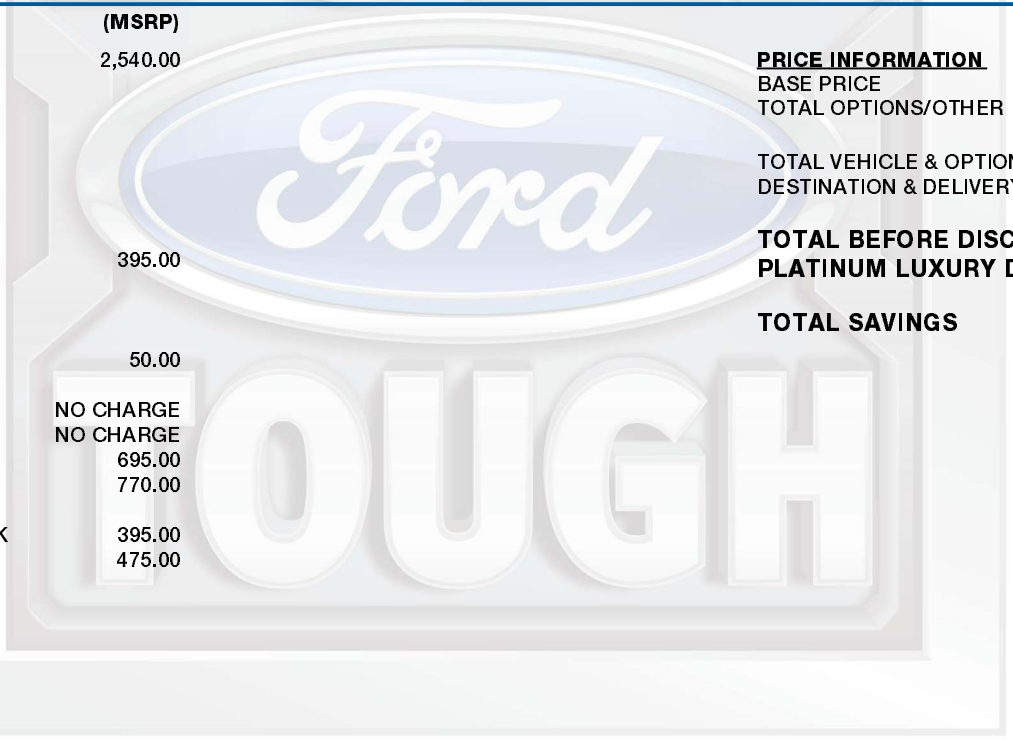 (MSRP)
2,540.00
395.00
50.00
NO CHARGE
NO CHARGE
695.00
770.00
K 395.00
475.00
PRICE INFORMATION
BASE PRICE
TOTAL OPTIONS/OTHER
TOTAL VEHICLE & OPTION
DESTINATION & DELIVERY
TOTAL BEFORE DISC
PLATINUM LUXURY D
TOTAL SAVINGS
Ford
TOUGH